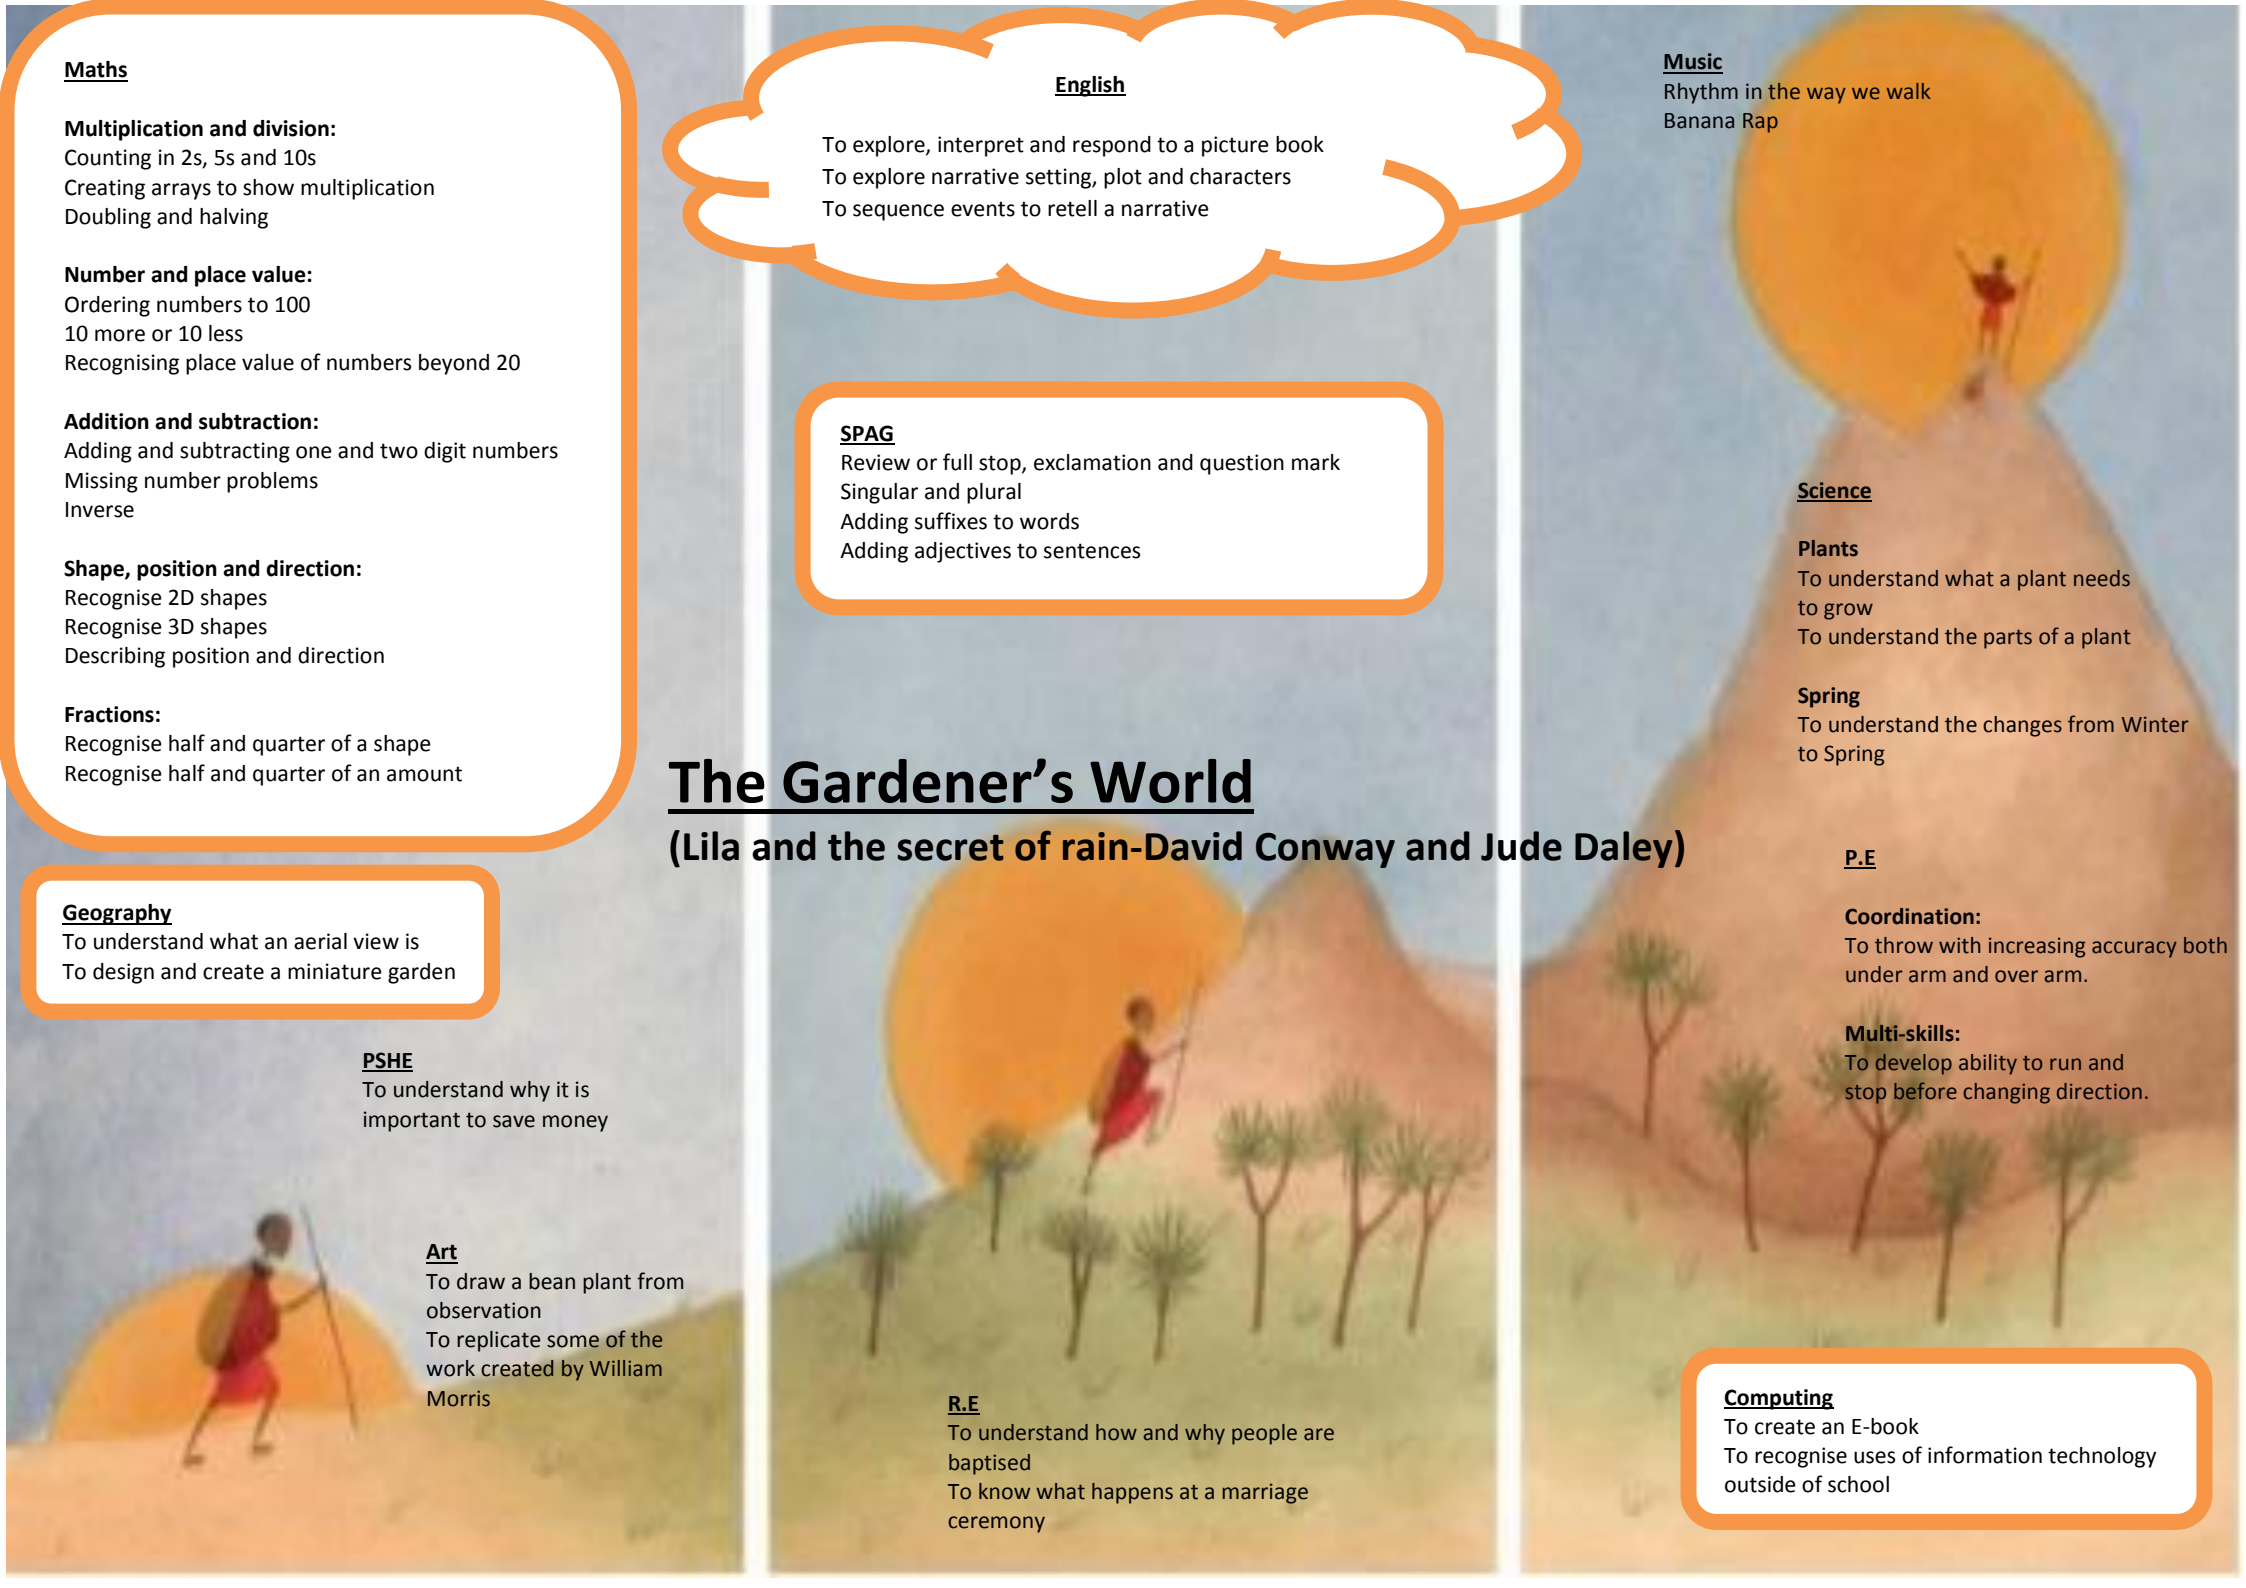 Maths
Multiplication and division:
Counting in 2s, 5s and 10s
Creating arrays to show multiplication
Doubling and halving
Number and place value:
Ordering numbers to 100
10 more or 10 less
Recognising place value of numbers beyond 20
Addition and subtraction:
Adding and subtracting one and two digit numbers
Missing number problems
Inverse
Shape, position and direction:
Recognise 2D shapes
Recognise 3D shapes
Describing position and direction
Fractions:
Recognise half and quarter of a shape
Recognise half and quarter of an amount
English
To explore, interpret and respond to a picture book
To explore narrative setting, plot and characters
To sequence events to retell a narrative
Music
Rhythm in the way we walk
Banana Rap
SPAG
Review or full stop, exclamation and question mark
Singular and plural
Adding suffixes to words
Adding adjectives to sentences
Science
Plants
To understand what a plant needs
to grow
To understand the parts of a plant
Spring
To understand the changes from Winter
to Spring
The Gardener’s World
(Lila and the secret of rain-David Conway and Jude Daley)
P.E
Coordination:
To throw with increasing accuracy both
under arm and over arm.
Multi-skills:
To develop ability to run and
stop before changing direction.
Geography
To understand what an aerial view is
To design and create a miniature garden
PSHE
To understand why it is
important to save money
Art
To draw a bean plant from
observation
To replicate some of the
work created by William
Morris
R.E
To understand how and why people are
baptised
To know what happens at a marriage
ceremony
Computing
To create an E-book
To recognise uses of information technology
outside of school